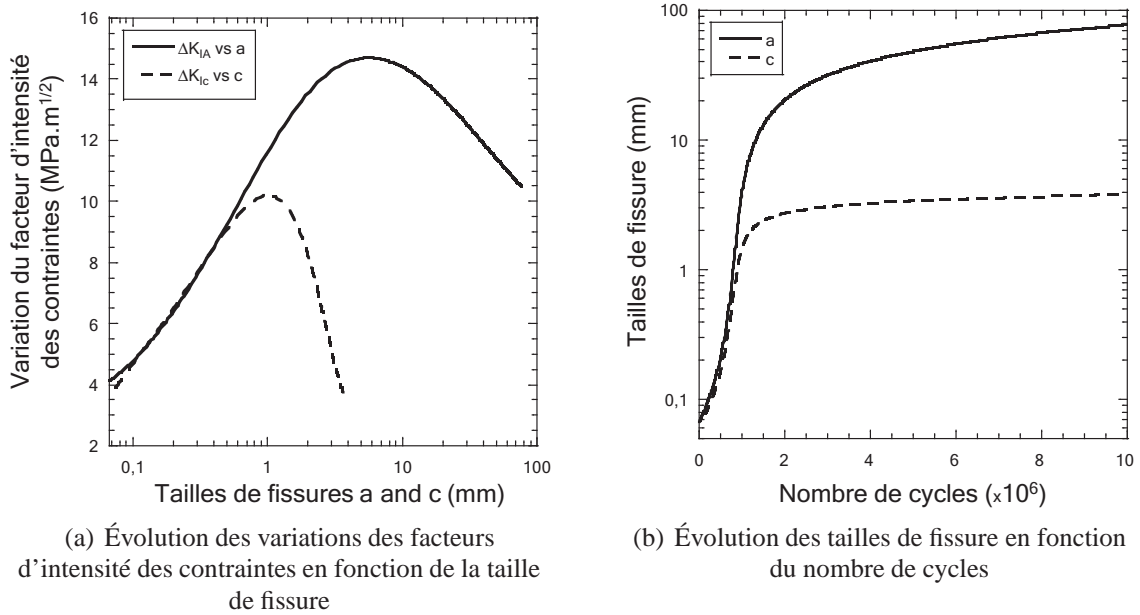 ΔK_IA vs a
ΔK_Ic vs c
Variation du facteur d'intensité
des contraintes (MPa.m^1/2)
16
14
12
10
8
6
4
2
0,1
1
10
100
Tailles de fissures a and c (mm)
(a) Évolution des variations des facteurs
d'intensité des contraintes en fonction de la taille
de fissure
a
c
Tailles de fissure (mm)
100
10
1
0,1
0
2
4
6
8
10
Nombre de cycles (x10^6)
(b) Évolution des tailles de fissure en fonction
du nombre de cycles